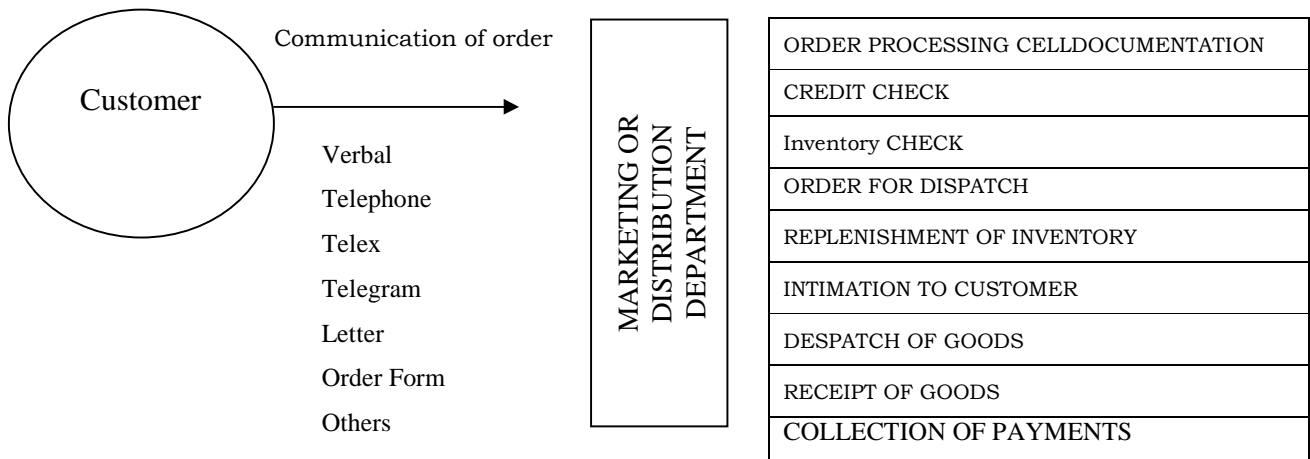 Communication of order
Customer
Verbal
Telephone
Telex
Telegram
Letter
Order Form
Others
MARKETING OR
DISTRIBUTION
DEPARTMENT
ORDER PROCESSING CELLDOCUMENTATION
CREDIT CHECK
Inventory CHECK
ORDER FOR DISPATCH
REPLENISHMENT OF INVENTORY
INTIMATION TO CUSTOMER
DESPATCH OF GOODS
RECEIPT OF GOODS
COLLECTION OF PAYMENTS